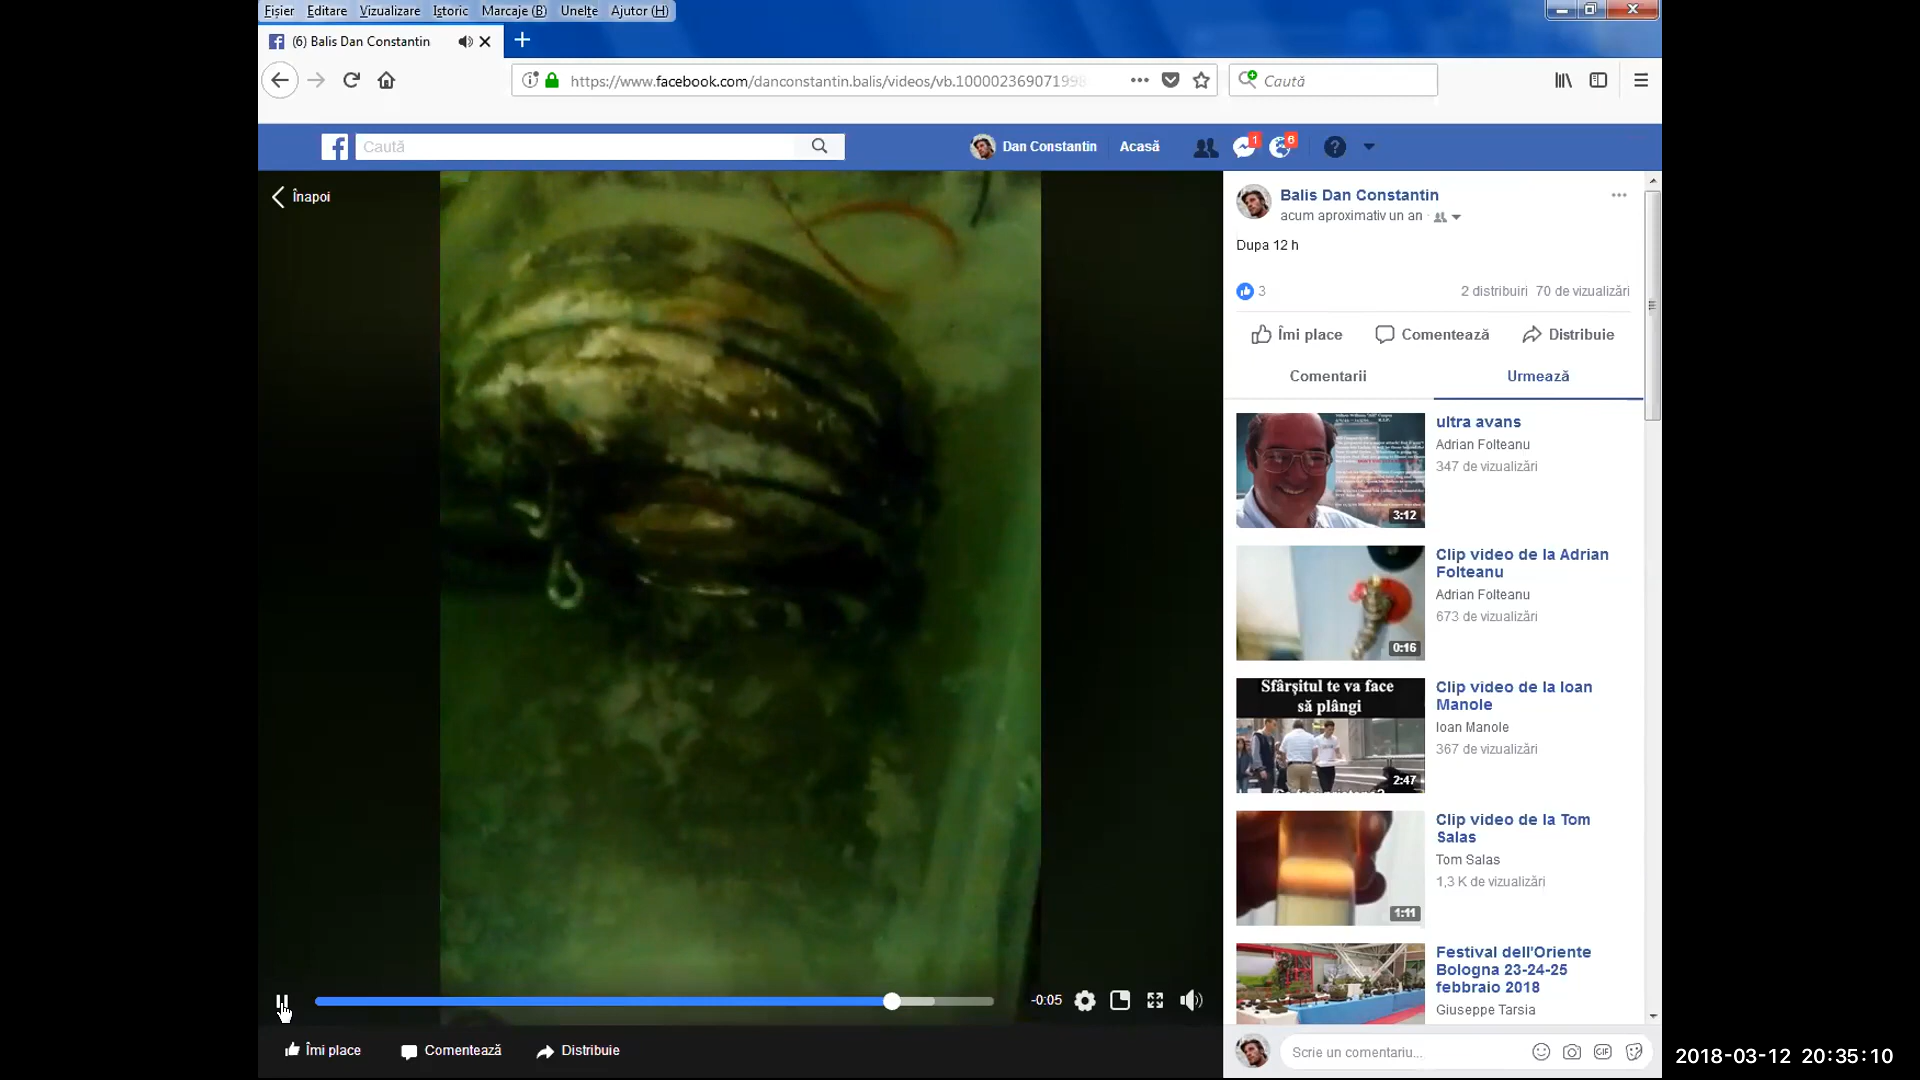 Fișier Editare Vizualizare Istoric Marcaje (B) Unelte Ajutor (H)
(6) Balis Dan Constantin
https://www.facebook.com/danconstantin.balis/videos/vb.100002369071998
Caută
Caută
Dan Constantin Acasă 1 6
Înapoi
Balis Dan Constantin
acum aproximativ un an
Dupa 12 h
3 2 distribuiri 70 de vizualizări
Îmi place Comentează Distribuie
Comentarii Urmează
ultra avans
Adrian Folteanu
347 de vizualizări
3:12
Clip video de la Adrian
Folteanu
Adrian Folteanu
673 de vizualizări
0:16
Sfârșitul te va face
să plângi
Clip video de la Ioan
Manole
Ioan Manole
367 de vizualizări
2:47
Clip video de la Tom
Salas
Tom Salas
1,3 K de vizualizări
1:11
Festival dell'Oriente
Bologna 23-24-25
febbraio 2018
Giuseppe Tarsia
-0:05
Îmi place Comentează Distribuie
Scrie un comentariu...
GIF
2018-03-12 20:35:10